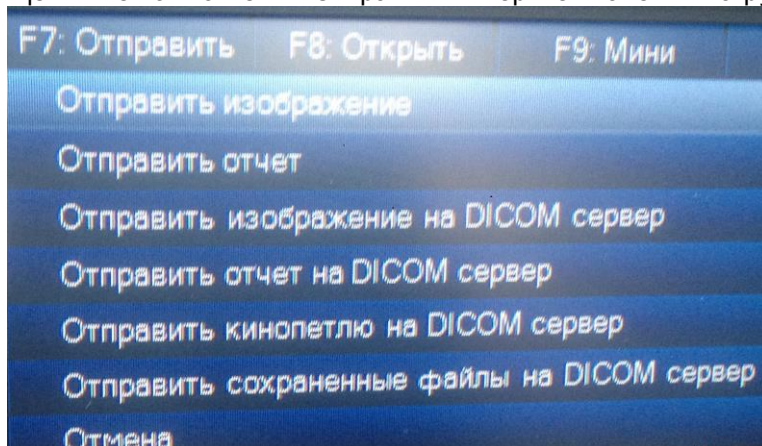 F7: Отправить F8: Открыть F9: Мини
Отправить изображение
Отправить отчет
Отправить изображение на DICOM сервер
Отправить отчет на DICOM сервер
Отправить кинопетлю на DICOM сервер
Отправить сохраненные файлы на DICOM сервер
Отмена